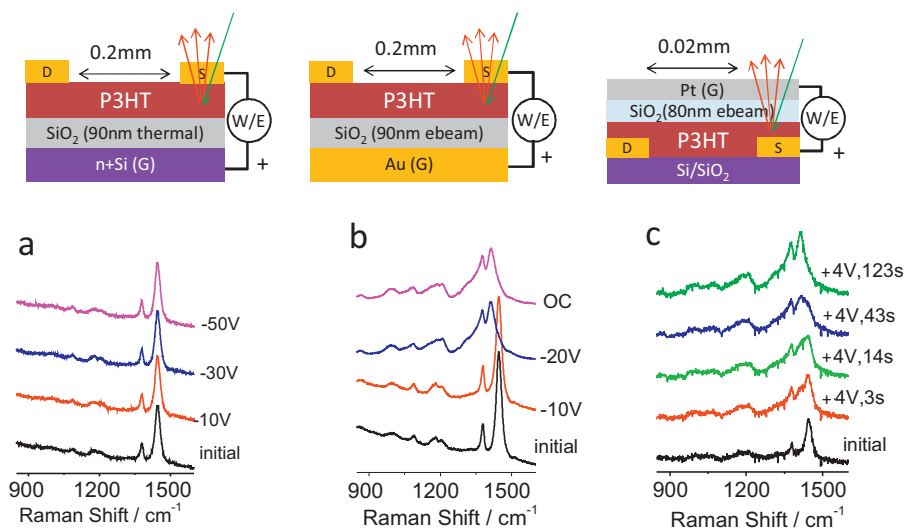 0.2mm
D
S
P3HT
W/E
SiO₂ (90nm thermal)
+
n+Si (G)
0.2mm
D
S
P3HT
W/E
SiO₂ (90nm ebeam)
+
Au (G)
0.02mm
Pt (G)
SiO₂(80nm ebeam)
W/E
D
P3HT
S
+
Si/SiO₂
a
-50V
-30V
-10V
initial
900
1200
1500
Raman Shift / cm⁻¹
b
OC
-20V
-10V
initial
900
1200
1500
Raman Shift / cm⁻¹
c
+4V,123s
+4V,43s
+4V,14s
+4V,3s
initial
900
1200
1500
Raman Shift / cm⁻¹